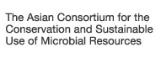 The Asian Consortium for the
Conservation and Sustainable
Use of Microbial Resources